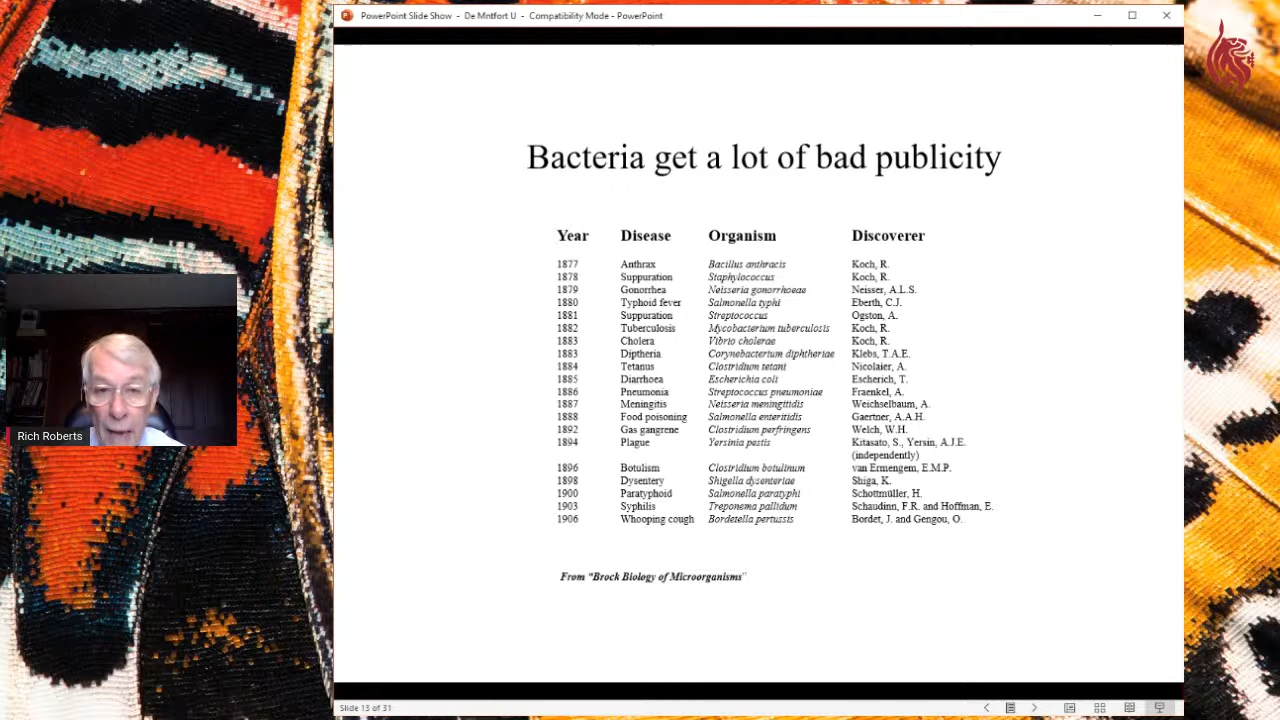 PowerPoint Slide Show - De Mntfort U - Compatibility Mode - PowerPoint
Bacteria get a lot of bad publicity
Year Disease Organism Discoverer
1877 Anthrax Bacillus anthracis Koch, R.
1878 Suppuration Staphylococcus Koch, R.
1879 Gonorrhea Neisseria gonorrhoeae Neisser, A.L.S.
1880 Typhoid fever Salmonella typhi Eberth, C.J.
1881 Suppuration Streptococcus Ogston, A.
1882 Tuberculosis Mycobacterium tuberculosis Koch, R.
1883 Cholera Vibrio cholerae Koch, R.
1883 Diptheria Corynebacterium diphtheriae Klebs, T.A.E.
1884 Tetanus Clostridium tetani Nicolaier, A.
1885 Diarrhoea Escherichia coli Escherich, T.
1886 Pneumonia Streptococcus pneumoniae Fraenkel, A.
1887 Meningitis Neisseria meningitidis Weichselbaum, A.
1888 Food poisoning Salmonella enteritidis Gaertner, A.A.H.
1892 Gas gangrene Clostridium perfringens Welch, W.H.
1894 Plague Yersinia pestis Kitasato, S., Yersin, A.J.E.
(independently)
1896 Botulism Clostridium botulinum van Ermengem, E.M.P.
1898 Dysentery Shigella dysenteriae Shiga, K.
1900 Paratyphoid Salmonella paratyphi Schottmüller, H.
1903 Syphilis Treponema pallidum Schaudinn, F.R. and Hoffman, E.
1906 Whooping cough Bordetella pertussis Bordet, J. and Gengou, O.
From “Brock Biology of Microorganisms”
Rich Roberts
Slide 13 of 31